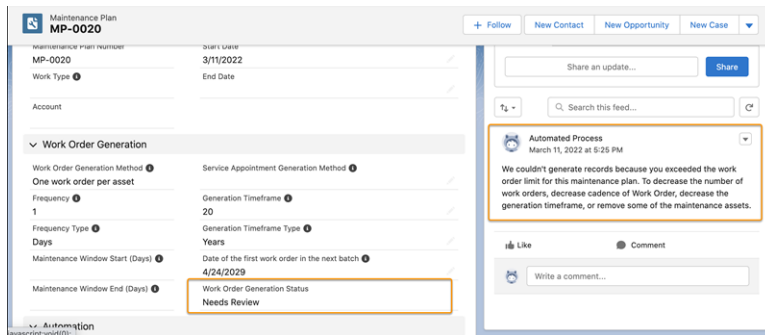 Maintenance Plan
MP-0020
+ Follow
New Contact
New Opportunity
New Case
Maintenance Plan Number
MP-0020
Start Date
3/11/2022
Work Type
End Date
Account
Work Order Generation
Work Order Generation Method
One work order per asset
Service Appointment Generation Method
Frequency
1
Generation Timeframe
20
Frequency Type
Days
Generation Timeframe Type
Years
Maintenance Window Start (Days)
Date of the first work order in the next batch
4/24/2029
Maintenance Window End (Days)
Work Order Generation Status
Needs Review
Automation
javascript:void(0);
Share an update...
Share
Search this feed...
Automated Process
March 11, 2022 at 5:25 PM
We couldn't generate records because you exceeded the work
order limit for this maintenance plan. To decrease the number of
work orders, decrease cadence of Work Order, decrease the
generation timeframe, or remove some of the maintenance assets.
Like
Comment
Write a comment...